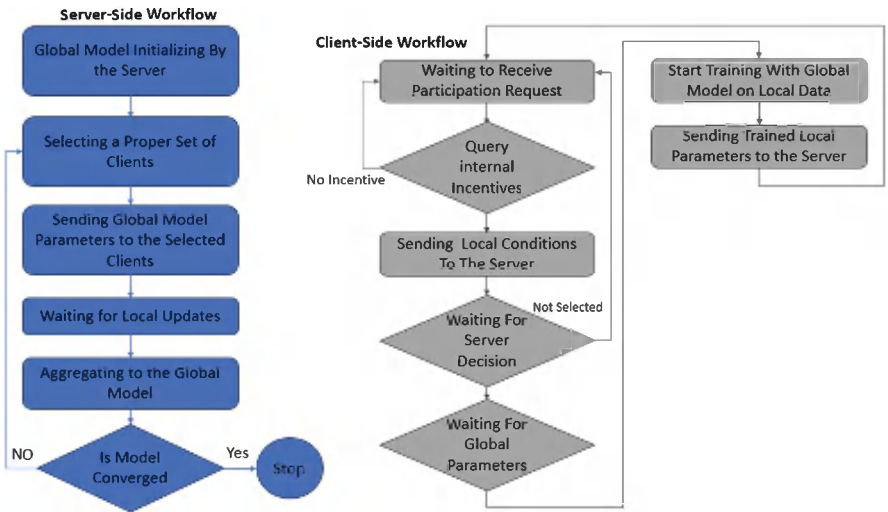 Server-Side Workflow
Global Model Initializing By
the Server
Selecting a Proper Set of
Clients
Sending Global Model
Parameters to the Selected
Clients
Waiting for Local Updates
Aggregating to the Global
Model
Is Model
Converged
NO
Yes
Stop
Client-Side Workflow
Waiting to Receive
Participation Request
Query
internal
Incentives
No Incentive
Sending Local Conditions
To The Server
Not Selected
Waiting For
Server
Decision
Waiting For
Global
Parameters
Start Training With Global
Model on Local Data
Sending Trained Local
Parameters to the Server